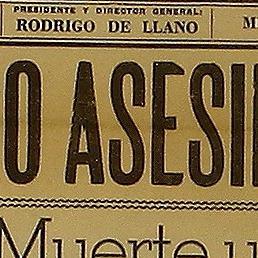 PRESIDENTE Y DIRECTOR GENERAL:
RODRIGO DE LLANO
O ASESI
Muerte